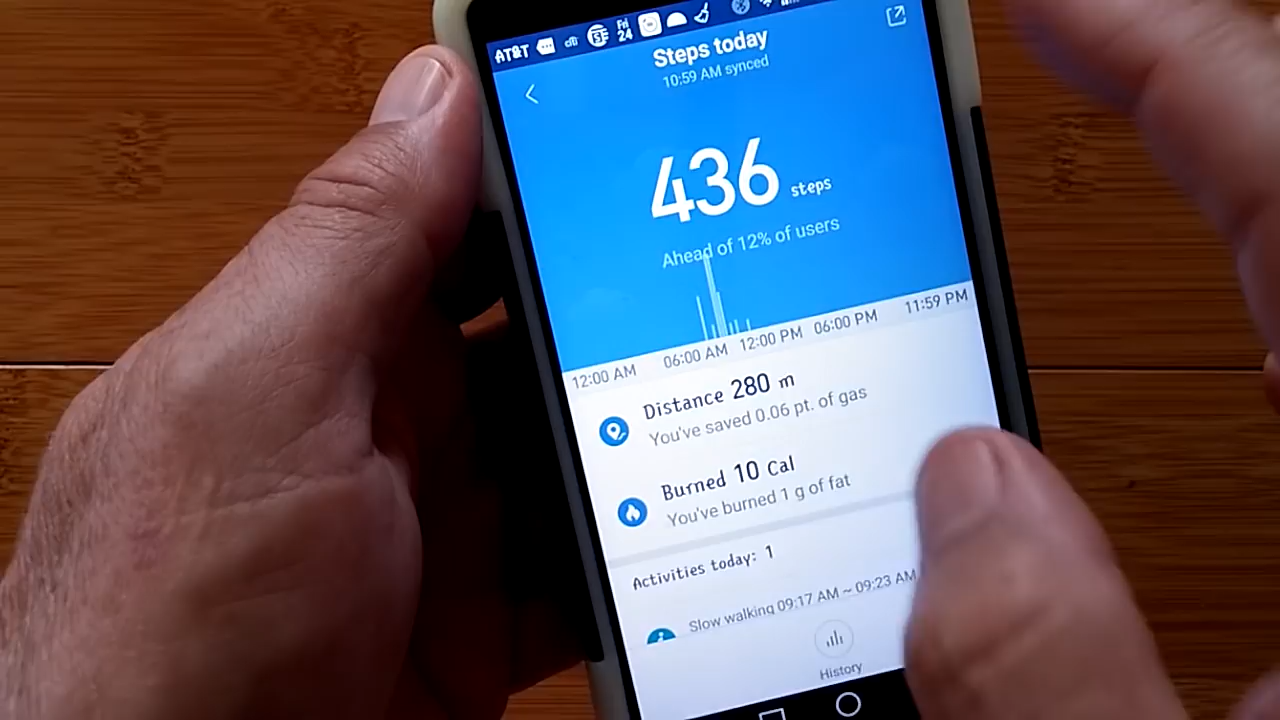 AT&T citi Fri 24
Steps today
10:59 AM synced
436 steps
Ahead of 12% of users
12:00 AM 06:00 AM 12:00 PM 06:00 PM 11:59 PM
Distance 280 m
You've saved 0.06 pt. of gas
Burned 10 Cal
You've burned 1 g of fat
Activities today: 1
Slow walking 09:17 AM ~ 09:23 AM
History